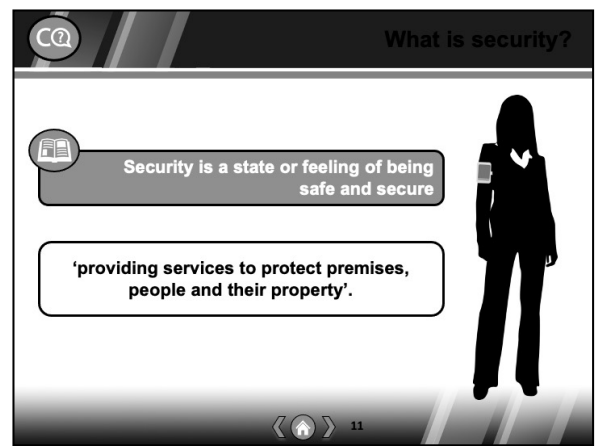 CQ?
What is security?
Security is a state or feeling of being
safe and secure
‘providing services to protect premises,
people and their property’.
11